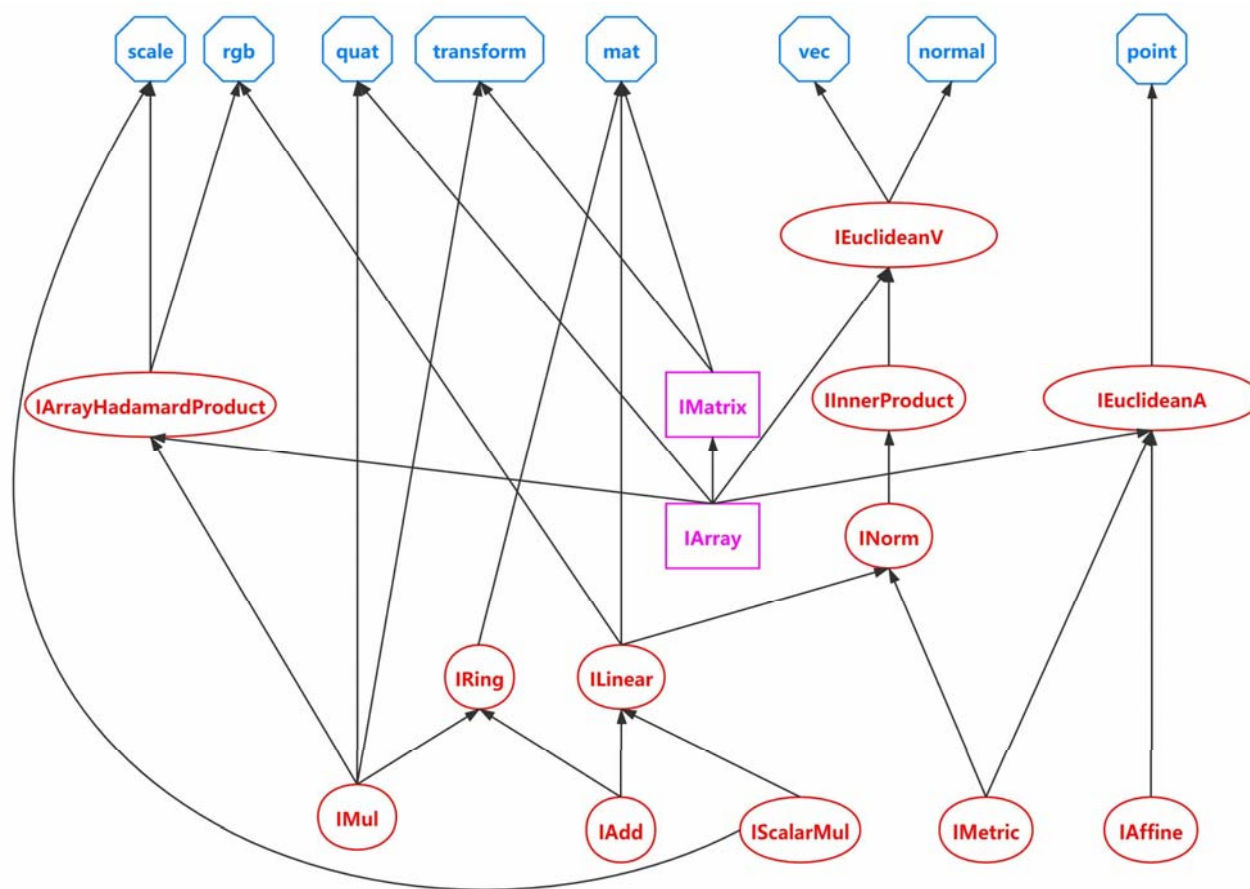 scale
rgb
quat
transform
mat
vec
normal
point
IEuclideanV
IArrayHadamardProduct
IMatrix
IInnerProduct
IEuclideanA
IArray
INorm
IRing
ILinear
IMul
IAdd
IScalarMul
IMetric
IAffine